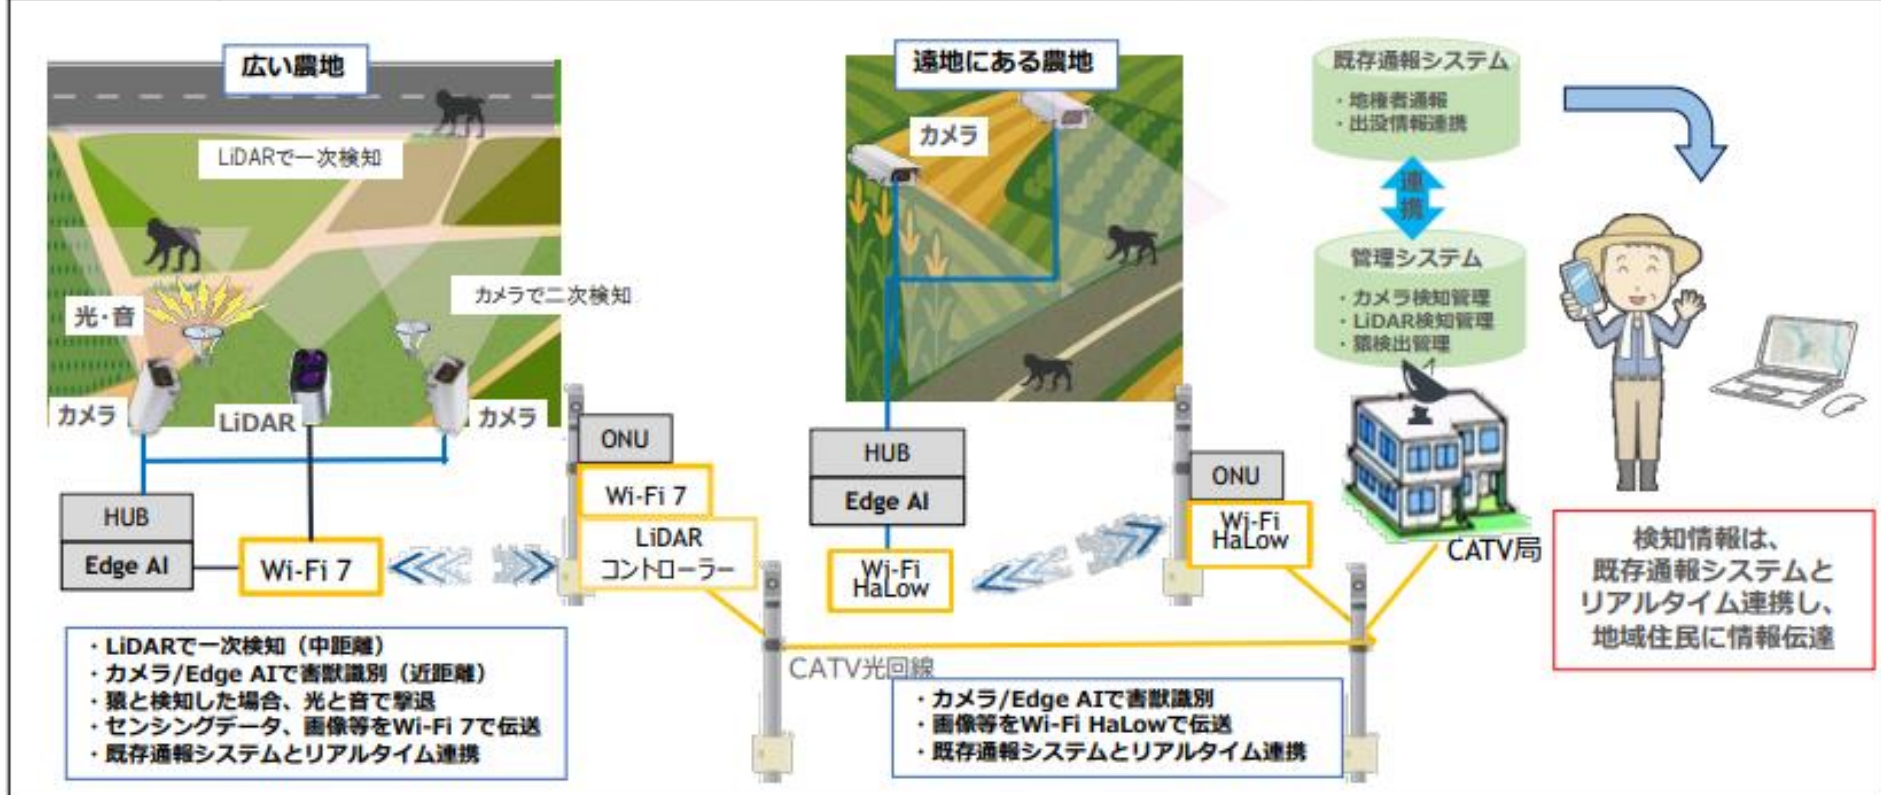 広い農地
LiDARで一次検知
カメラで二次検知
光・音
カメラ
LiDAR
カメラ
HUB
Edge AI
Wi-Fi 7
ONU
Wi-Fi 7
LiDAR
コントローラー
・LiDARで一次検知（中距離）
・カメラ/Edge AIで害獣識別（近距離）
・猿と検知した場合、光と音で撃退
・センシングデータ、画像等をWi-Fi 7で伝送
・既存通報システムとリアルタイム連携
遠地にある農地
カメラ
HUB
Edge AI
Wi-Fi
HaLow
ONU
Wi-Fi
HaLow
CATV光回線
・カメラ/Edge AIで害獣識別
・画像等をWi-Fi HaLowで伝送
・既存通報システムとリアルタイム連携
既存通報システム
・地権者通報
・出没情報連携
連
携
管理システム
・カメラ検知管理
・LiDAR検知管理
・猿検出管理
CATV局
検知情報は、
既存通報システムと
リアルタイム連携し、
地域住民に情報伝達